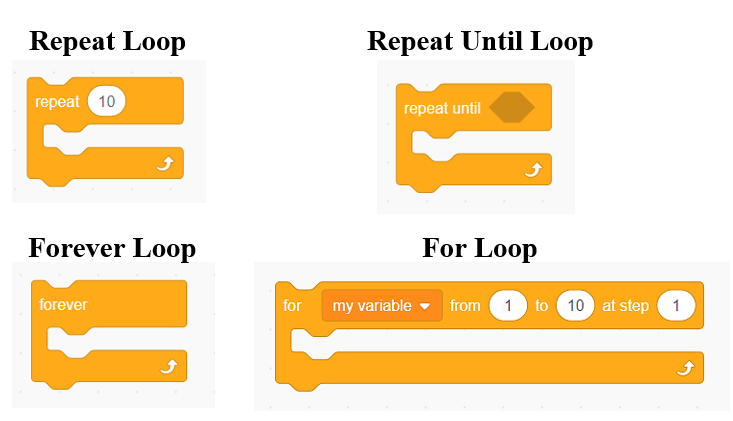 Repeat Loop
Repeat Until Loop
repeat 10
repeat until
Forever Loop
For Loop
forever
for my variable from 1 to 10 at step 1